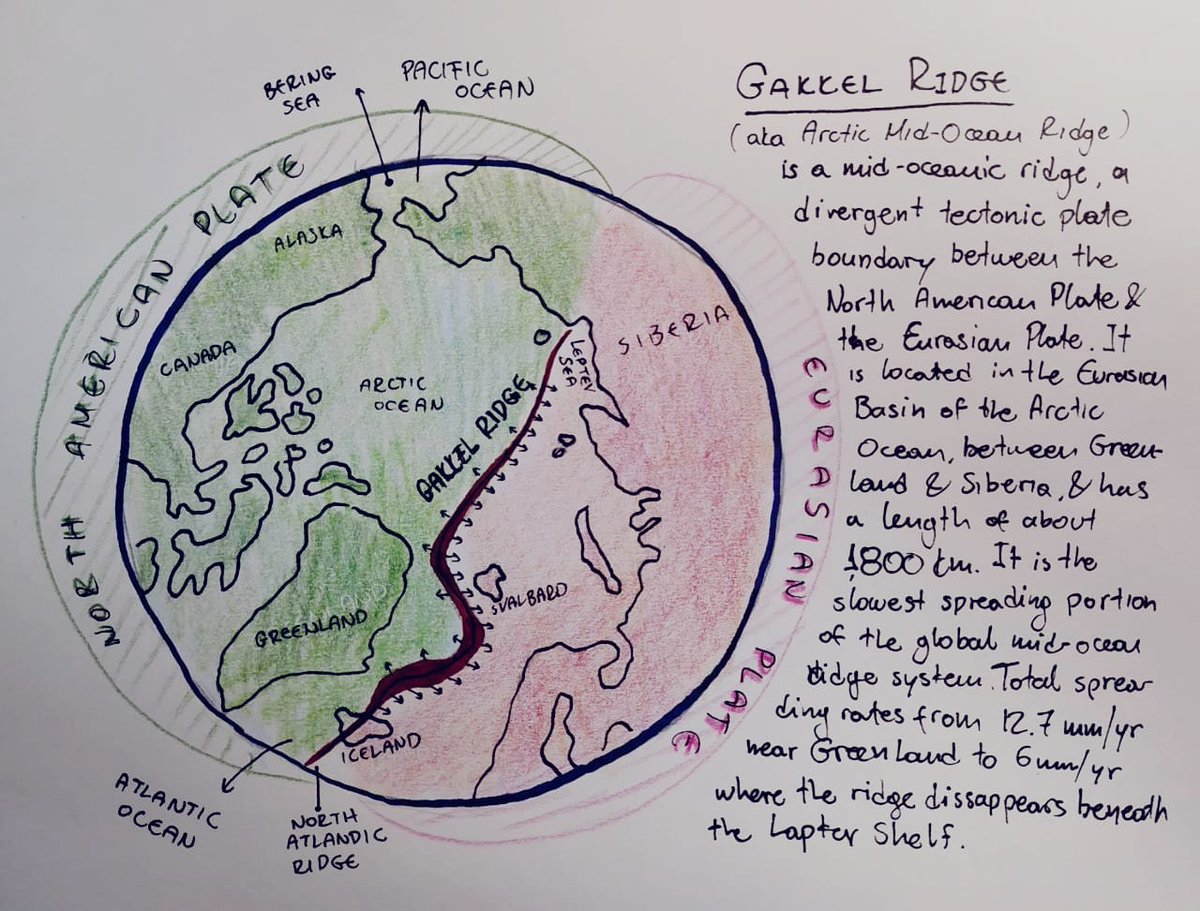 BERING
SEA
PACIFIC
OCEAN
NORTH AMERICAN PLATE
ALASKA
CANADA
ARCTIC
OCEAN
GAKKEL RIDGE
LEPTEV
SEA
SIBERIA
EURASIAN PLATE
GREENLAND
SVALBARD
ICELAND
ATLANTIC
OCEAN
NORTH
ATLANDIC
RIDGE
GAKKEL RIDGE
(aka Arctic Mid-Ocean Ridge)
is a mid-oceanic ridge, a
divergent tectonic plate
boundary between the
North American Plate &
the Eurasian Plate. It
is located in the Eurasian
Basin of the Arctic
Ocean, between Green-
land & Siberia, & has
a length of about
1800 km. It is the
slowest spreading portion
of the global mid-ocean
ridge system. Total sprea-
ding rates from 12.7 mm/yr
near Greenland to 6mm/yr
where the ridge dissappears beneath
the Lapter Shelf.